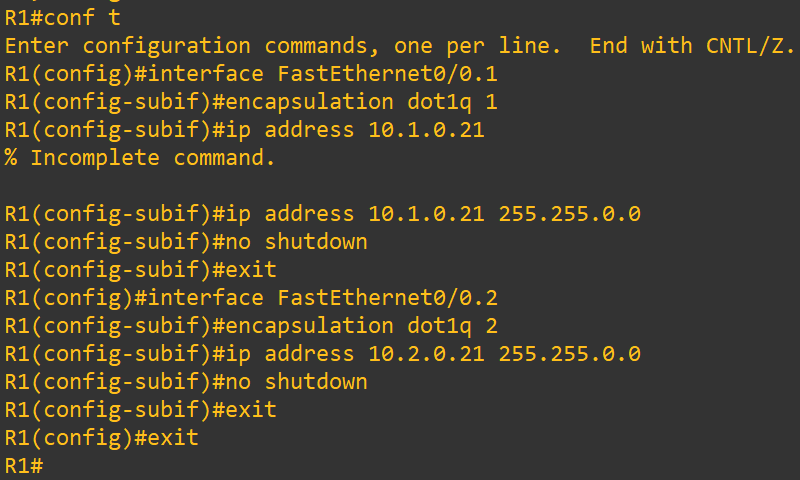 R1#conf t
Enter configuration commands, one per line.  End with CNTL/Z.
R1(config)#interface FastEthernet0/0.1
R1(config-subif)#encapsulation dot1q 1
R1(config-subif)#ip address 10.1.0.21
% Incomplete command.

R1(config-subif)#ip address 10.1.0.21 255.255.0.0
R1(config-subif)#no shutdown
R1(config-subif)#exit
R1(config)#interface FastEthernet0/0.2
R1(config-subif)#encapsulation dot1q 2
R1(config-subif)#ip address 10.2.0.21 255.255.0.0
R1(config-subif)#no shutdown
R1(config-subif)#exit
R1(config)#exit
R1#